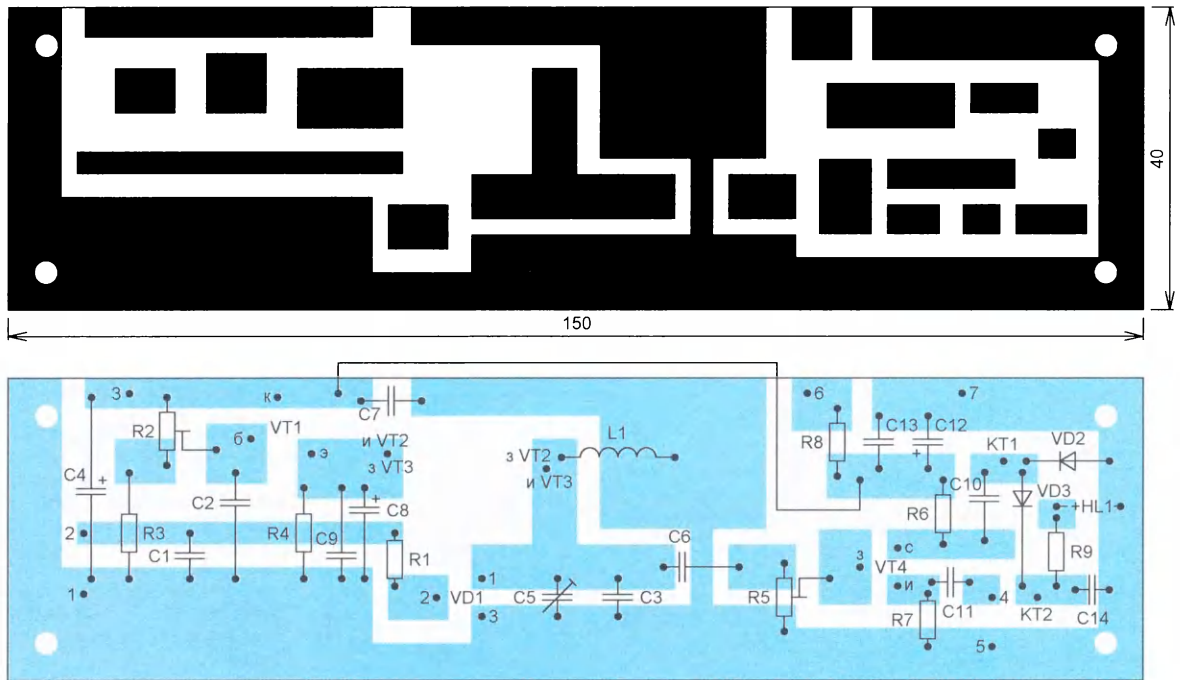 40
150
3
к
C7
6
7
R2
VT1
б
э
и VT2
з VT3
L1
з VT2
и VT3
R8
C13
C12
+
КТ1
VD2
C4
+
C2
C10
VD3
R6
+HL1
2
R3
C1
R4
C9
+
C8
R1
C6
с
з
VT4
и
R9
1
2
VD1
1
C5
C3
3
R5
R7
C11
4
КТ2
C14
5